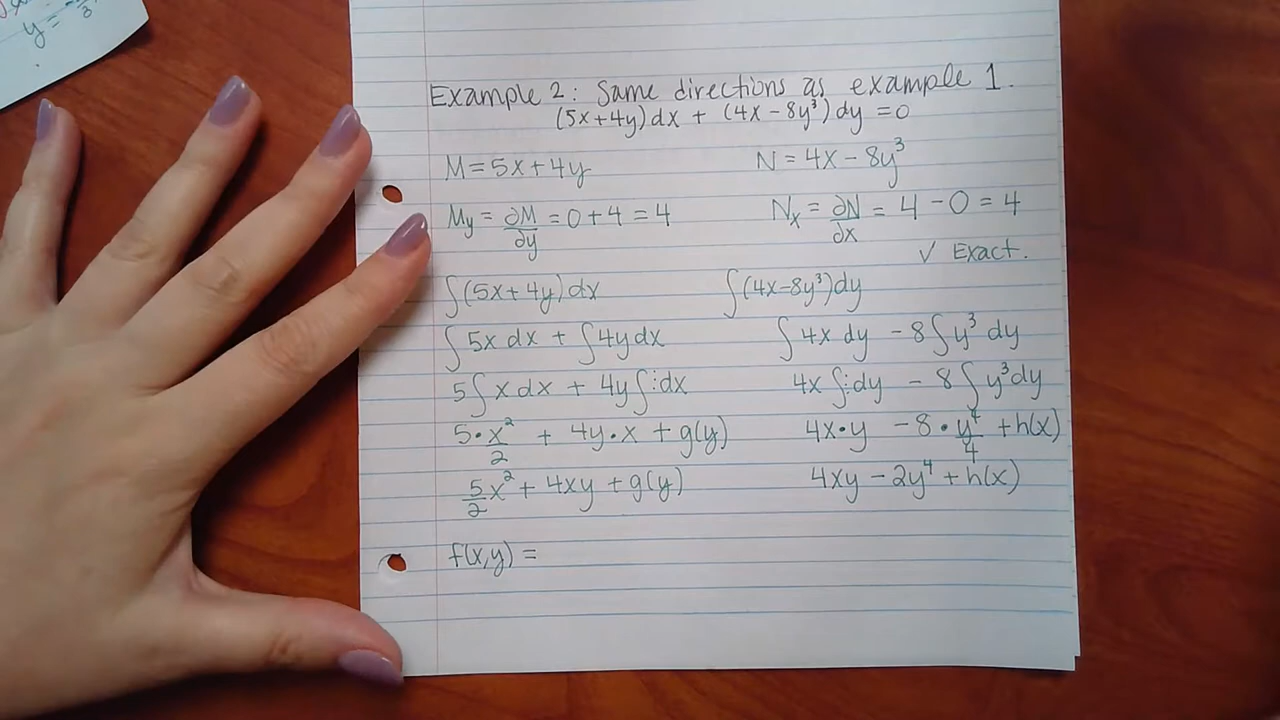 y =
Example 2: Same directions as example 1.
(5x+4y)dx + (4x-8y³)dy = 0
M = 5x+4y N = 4x - 8y³
My = ∂M/∂y = 0+4 = 4 Nx = ∂N/∂x = 4 - 0 = 4
✓ Exact.
∫(5x+4y)dx ∫(4x-8y³)dy
∫5x dx + ∫4y dx ∫4x dy - 8∫y³ dy
5∫x dx + 4y∫1dx 4x∫1dy - 8∫y³dy
5·x²/2 + 4y·x + g(y) 4x·y - 8·y⁴/4 + h(x)
5/2x² + 4xy + g(y) 4xy - 2y⁴ + h(x)
f(x,y) =